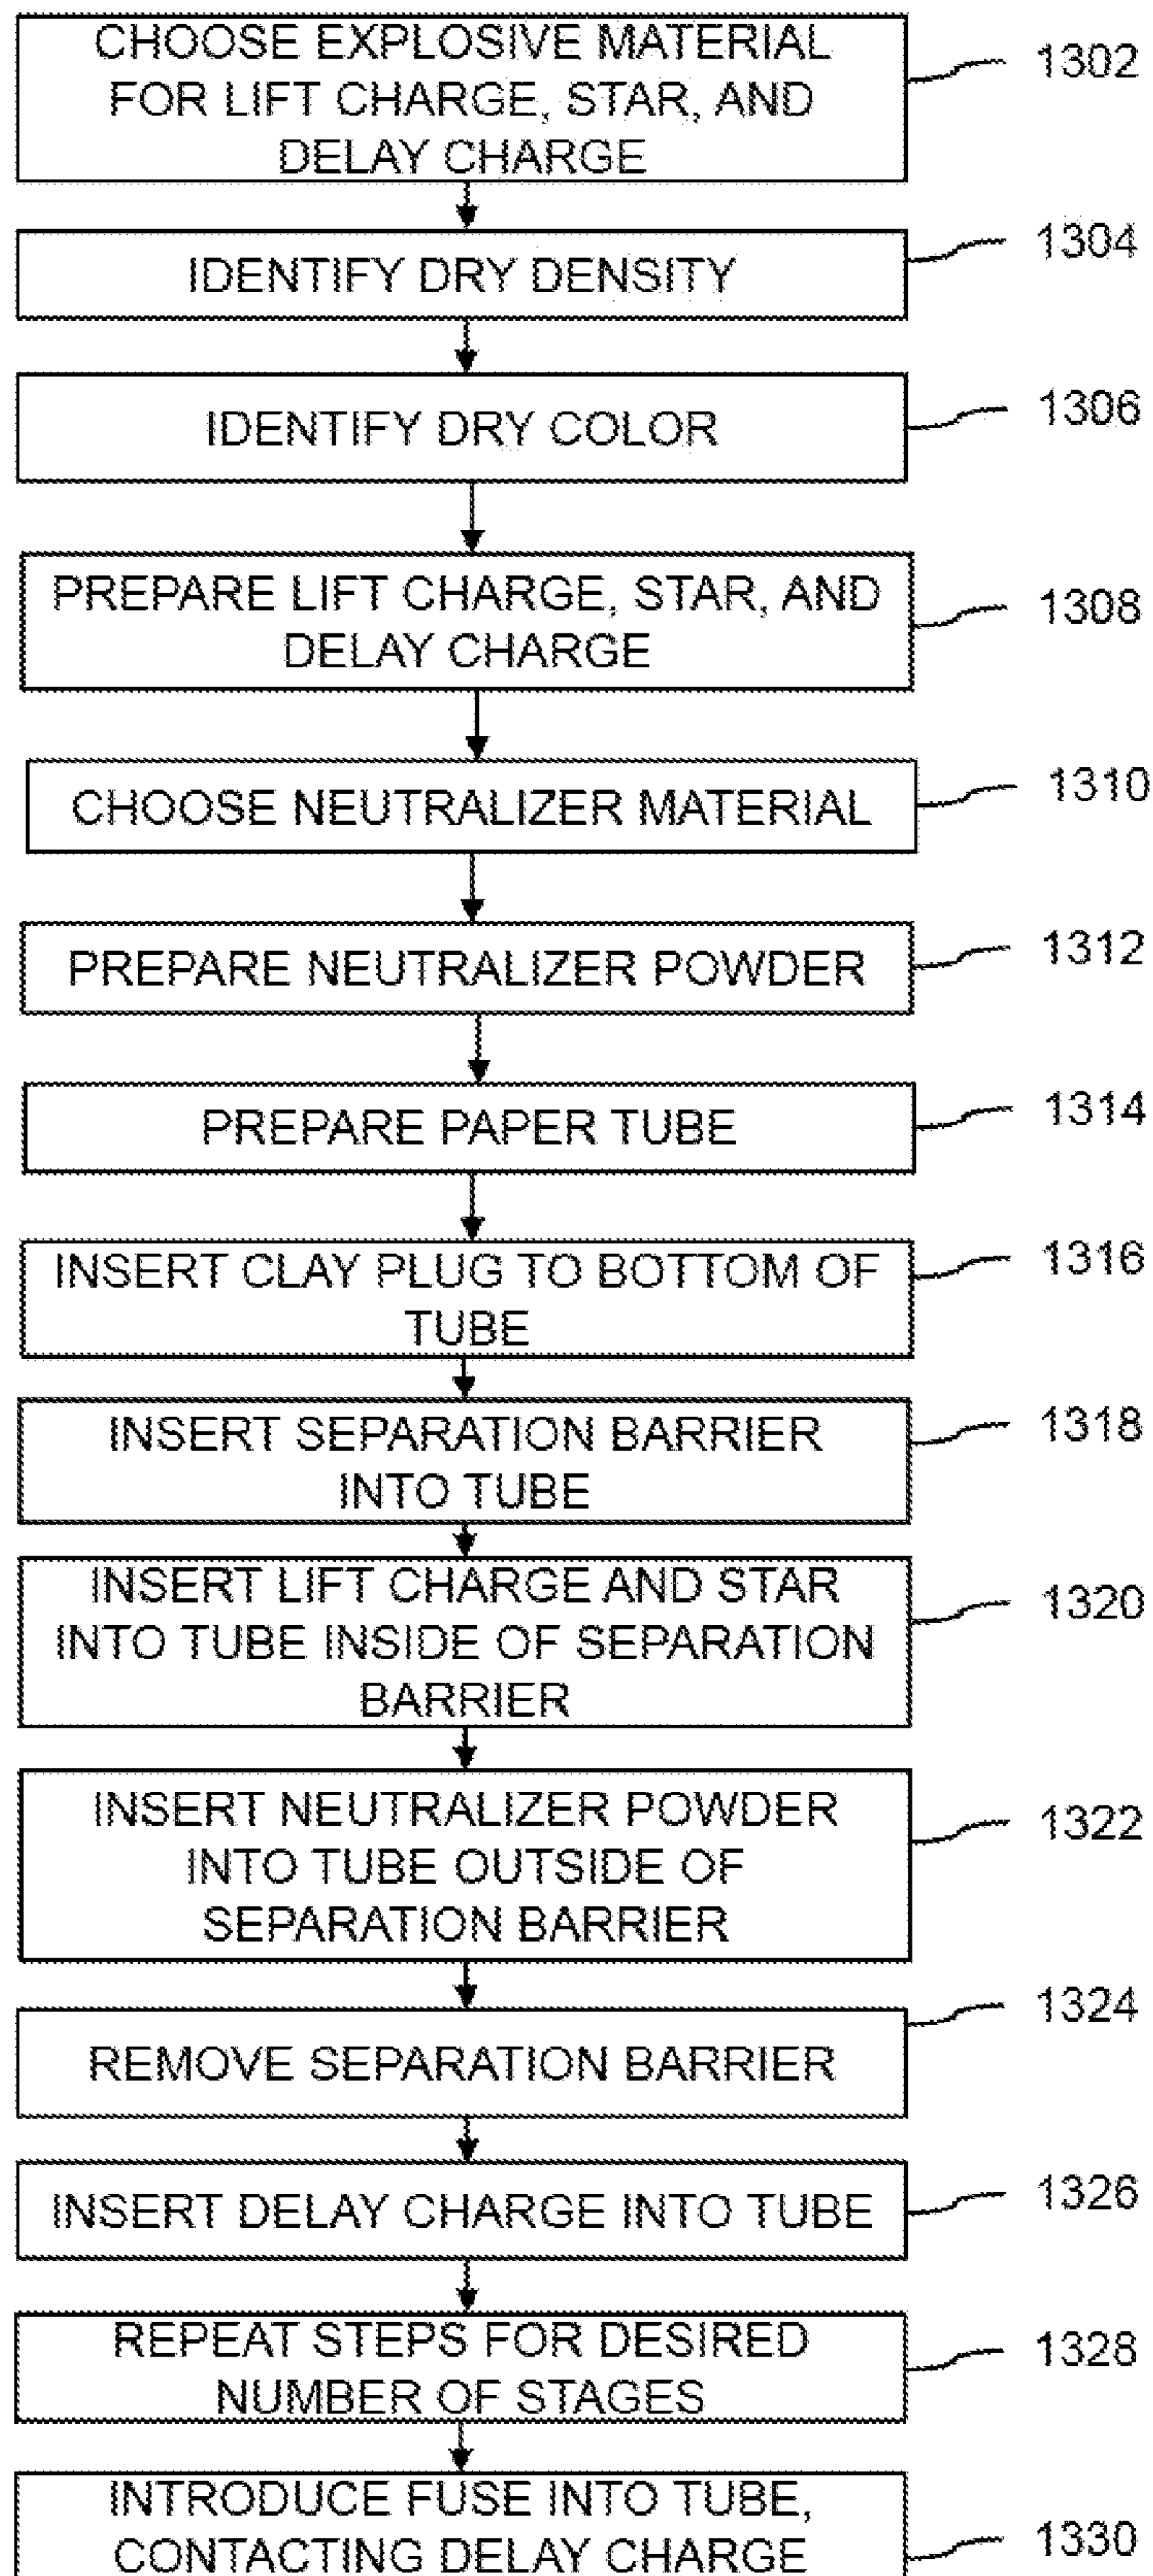 CHOOSE EXPLOSIVE MATERIAL
FOR LIFT CHARGE, STAR, AND
DELAY CHARGE
1302
IDENTIFY DRY DENSITY
1304
IDENTIFY DRY COLOR
1306
PREPARE LIFT CHARGE, STAR, AND
DELAY CHARGE
1308
CHOOSE NEUTRALIZER MATERIAL
1310
PREPARE NEUTRALIZER POWDER
1312
PREPARE PAPER TUBE
1314
INSERT CLAY PLUG TO BOTTOM OF
TUBE
1316
INSERT SEPARATION BARRIER
INTO TUBE
1318
INSERT LIFT CHARGE AND STAR
INTO TUBE INSIDE OF SEPARATION
BARRIER
1320
INSERT NEUTRALIZER POWDER
INTO TUBE OUTSIDE OF
SEPARATION BARRIER
1322
REMOVE SEPARATION BARRIER
1324
INSERT DELAY CHARGE INTO TUBE
1326
REPEAT STEPS FOR DESIRED
NUMBER OF STAGES
1328
INTRODUCE FUSE INTO TUBE,
CONTACTING DELAY CHARGE
1330